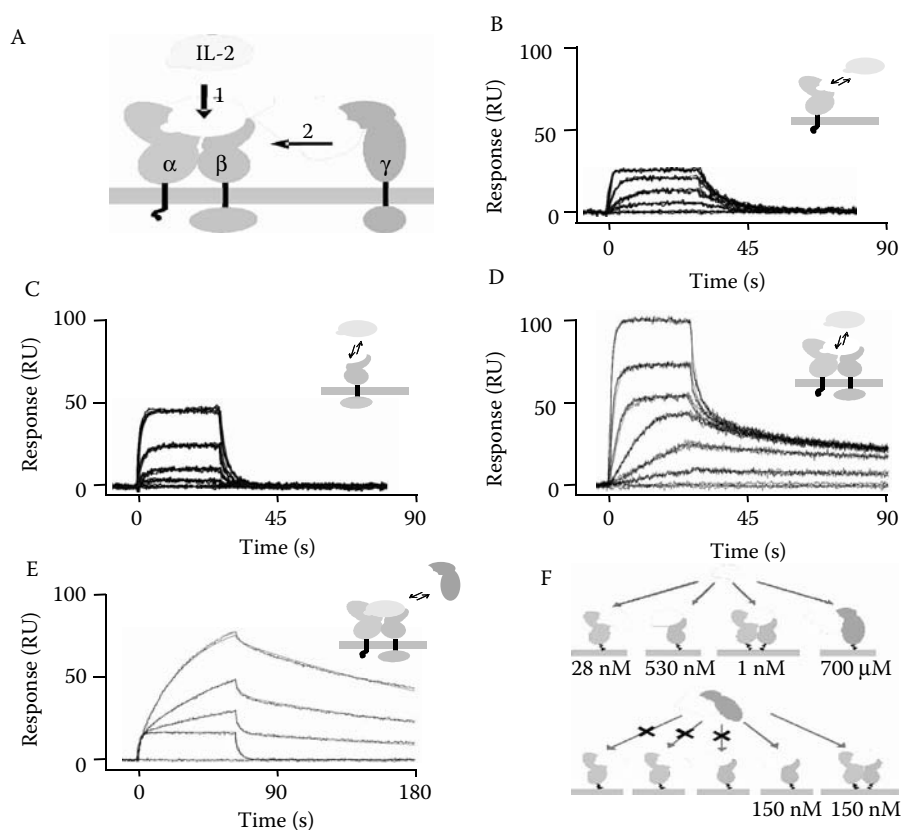 A
IL-2
1
2
α
β
γ
B
100
50
0
Response (RU)
0
45
90
Time (s)
C
100
50
0
Response (RU)
0
45
90
Time (s)
D
100
50
0
Response (RU)
0
45
90
Time (s)
E
100
50
0
Response (RU)
0
90
180
Time (s)
F
28 nM 530 nM 1 nM 700 µM
150 nM 150 nM